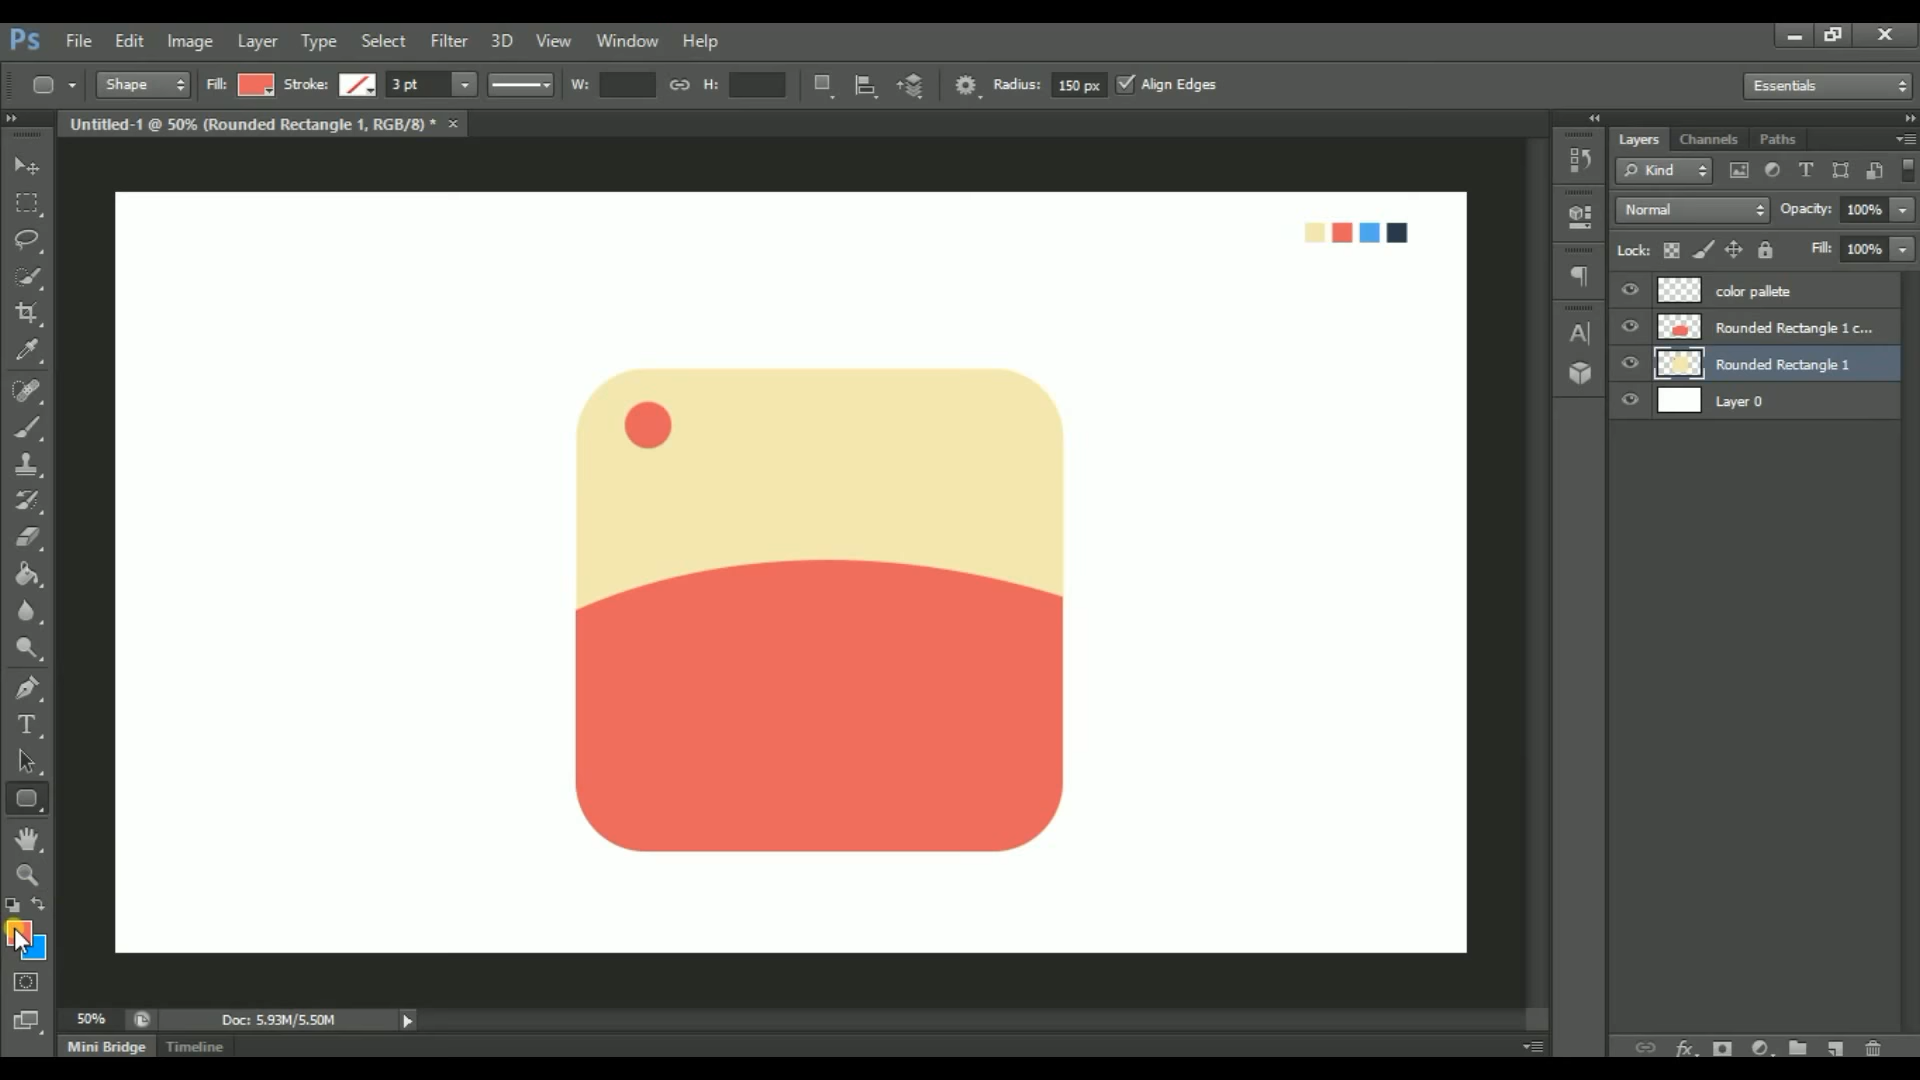 Ps File Edit Image Layer Type Select Filter 3D View Window Help
Shape Fill: Stroke: 3 pt W: H: Radius: 150 px Align Edges Essentials
Untitled-1 @ 50% (Rounded Rectangle 1, RGB/8) * ×
Layers Channels Paths
Kind
Normal Opacity: 100%
Lock: Fill: 100%
color pallete
Rounded Rectangle 1 c...
Rounded Rectangle 1
Layer 0
50% Doc: 5.93M/5.50M
Mini Bridge Timeline